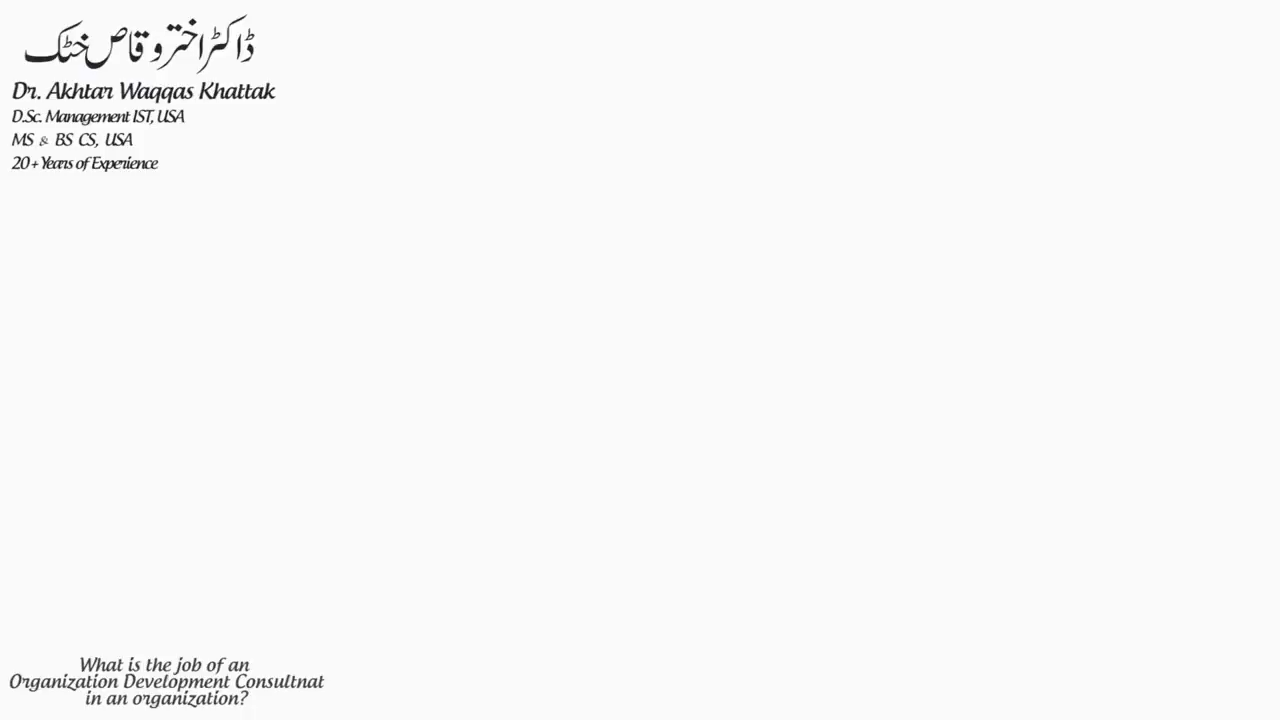 ڈاکٹر اختر وقاص خٹک
Dr. Akhtar Waqqas Khattak
D.Sc. Management IST, USA
MS & BS CS, USA
20+ Years of Experience
What is the job of an
Organization Development Consultnat
in an organization?